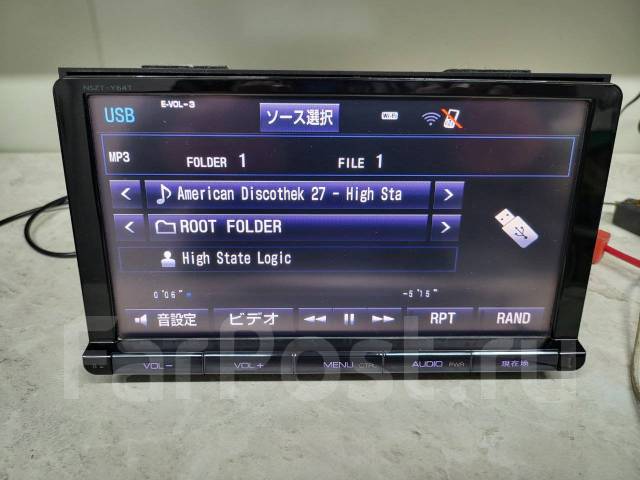 NSZT-Y64T
USB E-VOL-3 ソース選択 Wi-Fi
MP3 FOLDER 1 FILE 1
< American Discothek 27 - High Sta >
< ROOT FOLDER >
High State Logic
0'06" -5'15"
音設定 ビデオ RPT RAND
VOL− VOL+ MENU CTRL AUDIO PWR 現在地
FarPost.ru